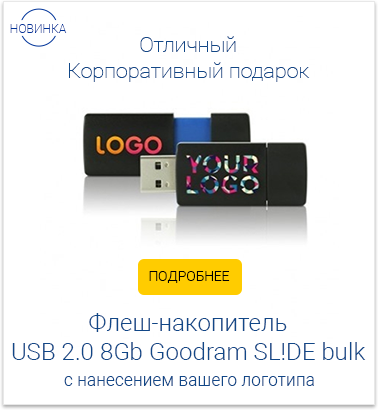 НОВИНКА
Отличный
Корпоративный подарок
LOGO
YOUR
LOGO
ПОДРОБНЕЕ
Флеш-накопитель
USB 2.0 8Gb Goodram SL!DE bulk
с нанесением вашего логотипа